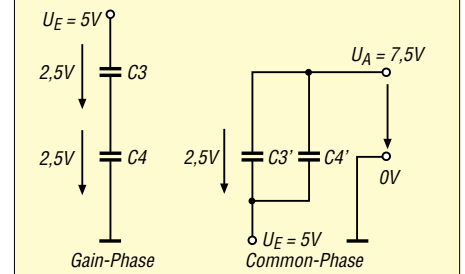 U_E = 5V
2,5V
C3
2,5V
C4
Gain-Phase
U_A = 7,5V
2,5V
C3'
C4'
0V
U_E = 5V
Common-Phase